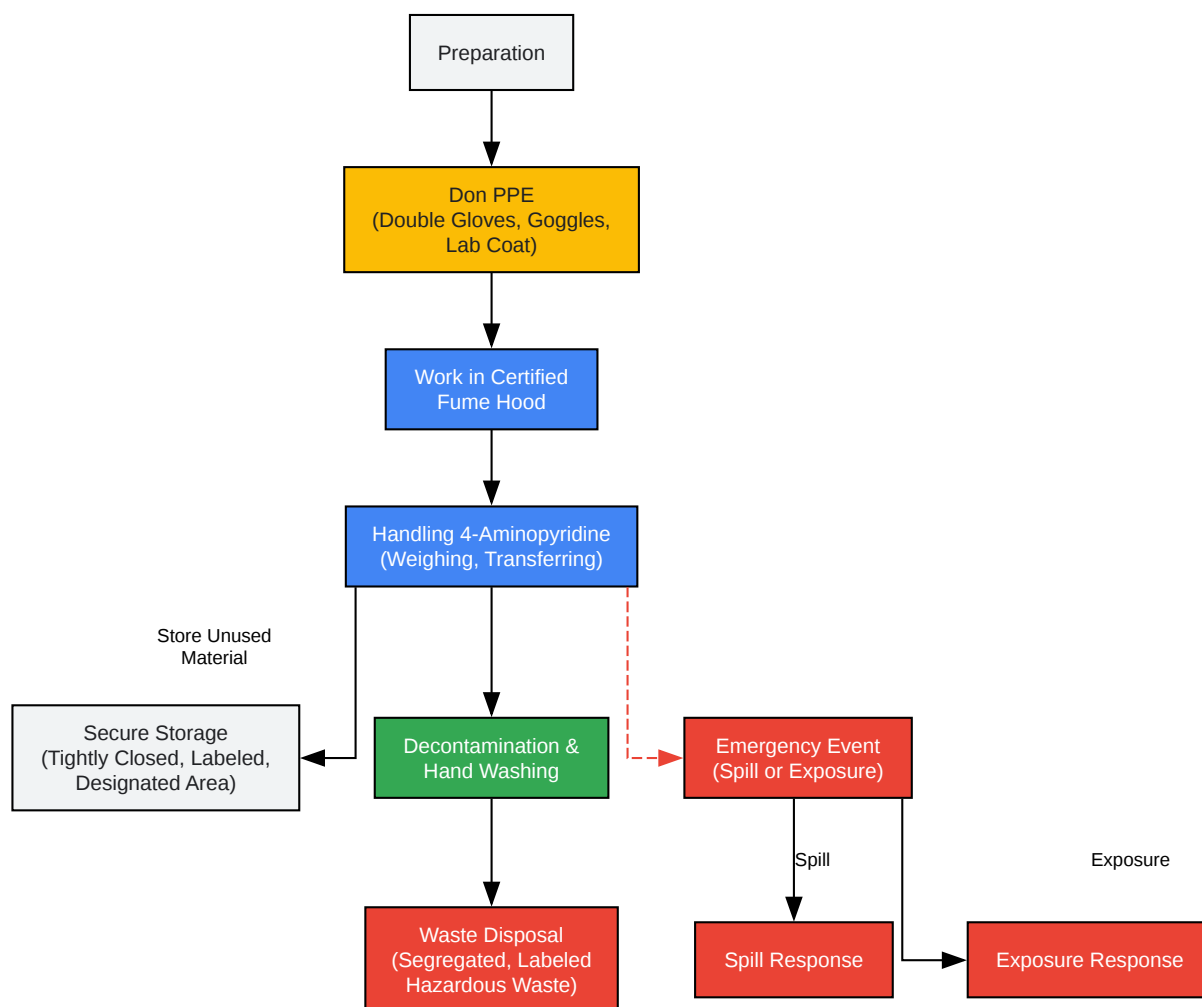 Preparation
Don PPE
(Double Gloves, Goggles,
Lab Coat)
Work in Certified
Fume Hood
Handling 4-Aminopyridine
(Weighing, Transferring)
Store Unused
Material
Secure Storage
(Tightly Closed, Labeled,
Designated Area)
Decontamination &
Hand Washing
Emergency Event
(Spill or Exposure)
Spill
Exposure
Waste Disposal
(Segregated, Labeled
Hazardous Waste)
Spill Response
Exposure Response